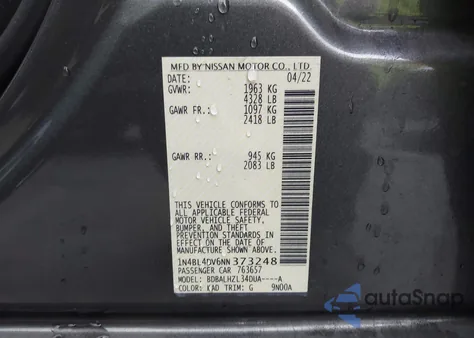 MFD BY NISSAN MOTOR CO., LTD.
DATE: 04/22
GVWR: 1963 KG
4328 LB
GAWR FR.: 1097 KG
2418 LB
GAWR RR.: 945 KG
2083 LB
THIS VEHICLE CONFORMS TO
ALL APPLICABLE FEDERAL
MOTOR VEHICLE SAFETY,
BUMPER, AND THEFT
PREVENTION STANDARDS IN
EFFECT ON THE DATE OF
MANUFACTURE SHOWN ABOVE.
1N4BL4DV6NN373248
PASSENGER CAR 763657
MODEL: BDBALHZL34DUA----A
COLOR: KAD TRIM: G 9N00A
autoSnap